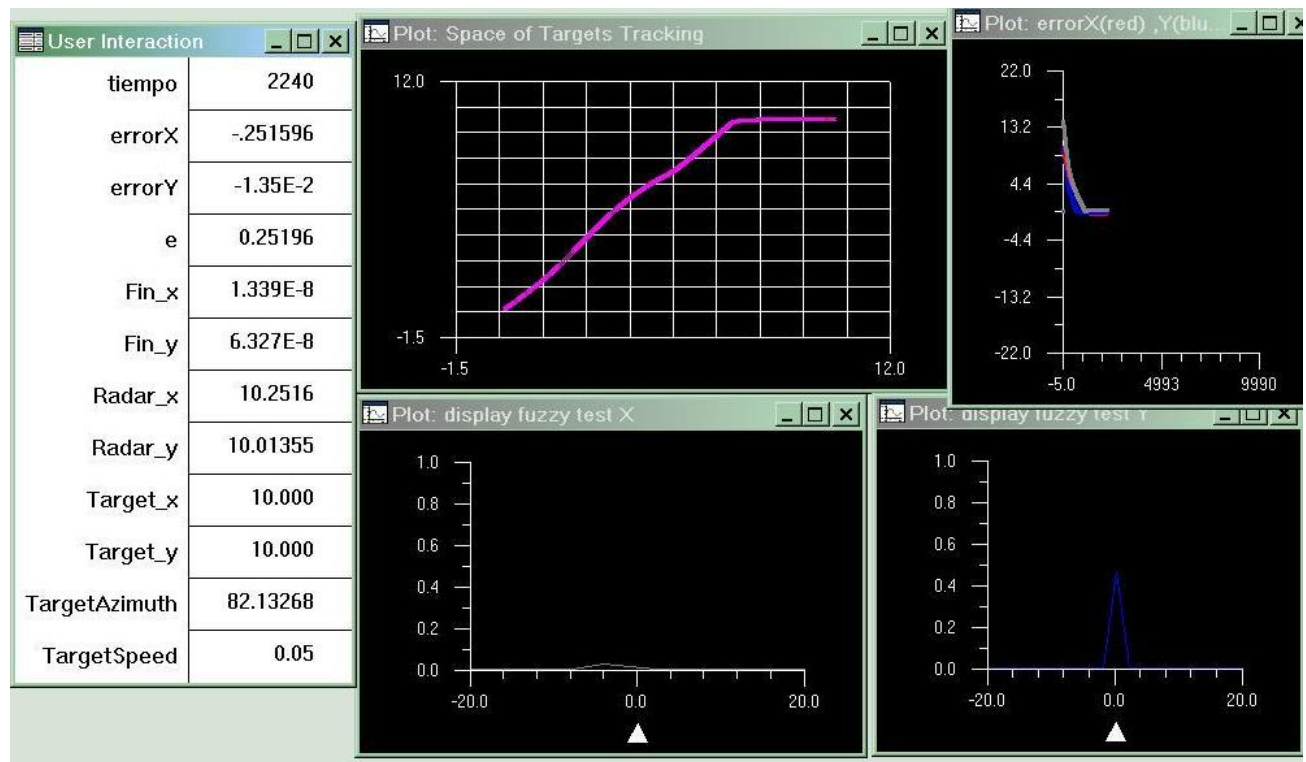 User Interaction
tiempo 2240
errorX -.251596
errorY -1.35E-2
e 0.25196
Fin_x 1.339E-8
Fin_y 6.327E-8
Radar_x 10.2516
Radar_y 10.01355
Target_x 10.000
Target_y 10.000
TargetAzimuth 82.13268
TargetSpeed 0.05
Plot: Space of Targets Tracking
12.0
-1.5
-1.5 12.0
Plot: errorX(red) ,Y(blu...
22.0
13.2
4.4
-4.4
-13.2
-22.0
-5.0 4993 9990
Plot: display fuzzy test X
1.0
0.8
0.6
0.4
0.2
0.0
-20.0 0.0 20.0
Plot: display fuzzy test Y
1.0
0.8
0.6
0.4
0.2
0.0
-20.0 0.0 20.0